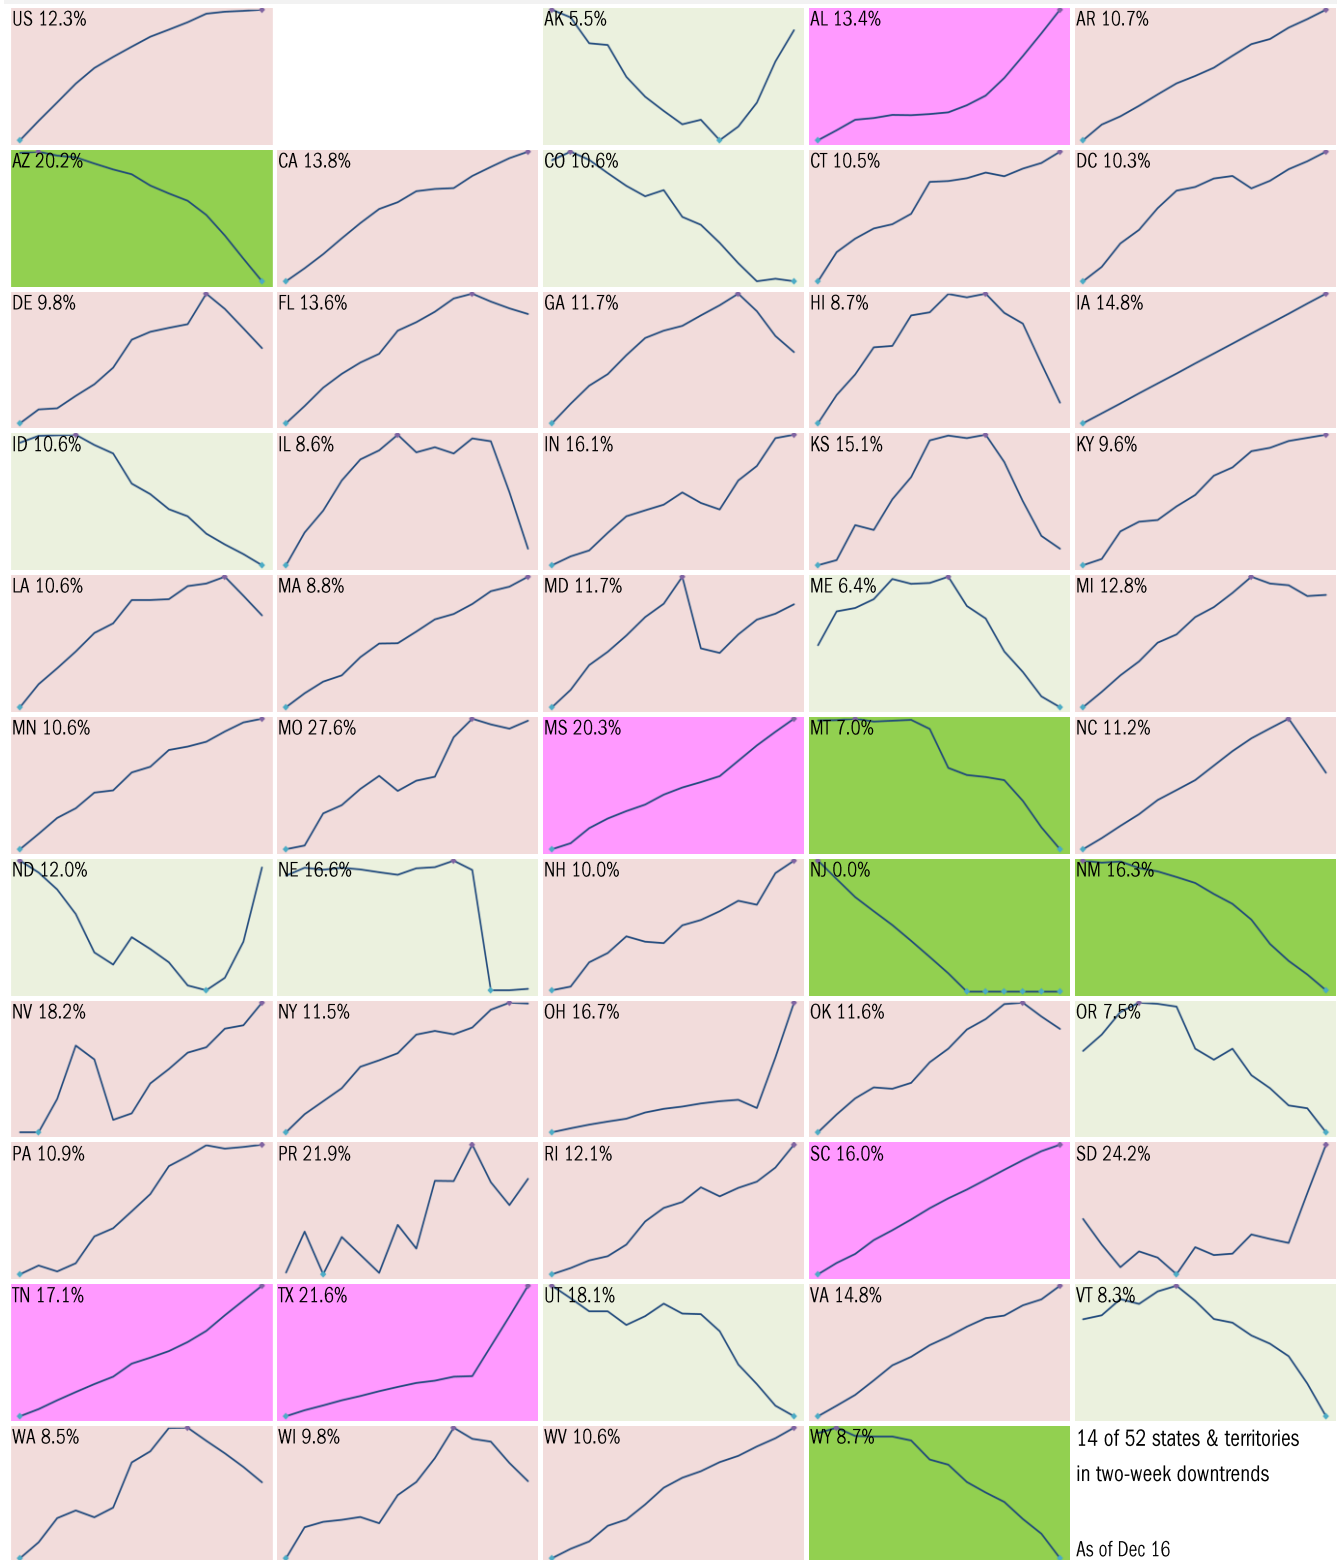 US 12.3%
AK 5.5%
AL 13.4%
AR 10.7%
AZ 20.2%
CA 13.8%
CO 10.6%
CT 10.5%
DC 10.3%
DE 9.8%
FL 13.6%
GA 11.7%
HI 8.7%
IA 14.8%
ID 10.6%
IL 8.6%
IN 16.1%
KS 15.1%
KY 9.6%
LA 10.6%
MA 8.8%
MD 11.7%
ME 6.4%
MI 12.8%
MN 10.6%
MO 27.6%
MS 20.3%
MT 7.0%
NC 11.2%
ND 12.0%
NE 16.6%
NH 10.0%
NJ 0.0%
NM 16.3%
NV 18.2%
NY 11.5%
OH 16.7%
OK 11.6%
OR 7.5%
PA 10.9%
PR 21.9%
RI 12.1%
SC 16.0%
SD 24.2%
TN 17.1%
TX 21.6%
UT 18.1%
VA 14.8%
VT 8.3%
WA 8.5%
WI 9.8%
WV 10.6%
WY 8.7%
14 of 52 states & territories
in two-week downtrends
As of Dec 16